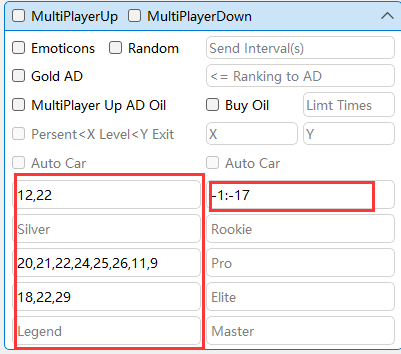 MultiPlayerUp MultiPlayerDown
Emoticons Random Send Interval(s)
Gold AD <= Ranking to AD
MultiPlayer Up AD Oil Buy Oil Limt Times
Persent<X Level<Y Exit X Y
Auto Car Auto Car
12,22 -1:-17
Silver Rookie
20,21,22,24,25,26,11,9 Pro
18,22,29 Elite
Legend Master